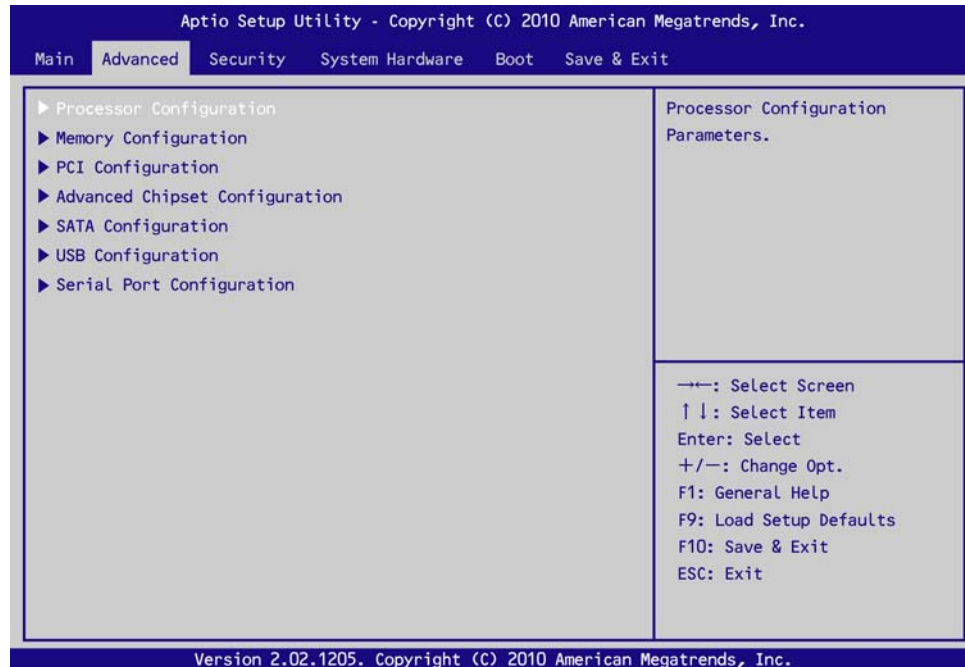 Aptio Setup Utility - Copyright (C) 2010 American Megatrends, Inc.
Main Advanced Security System Hardware Boot Save & Exit
▶ Processor Configuration
▶ Memory Configuration
▶ PCI Configuration
▶ Advanced Chipset Configuration
▶ SATA Configuration
▶ USB Configuration
▶ Serial Port Configuration
Processor Configuration
Parameters.
→←: Select Screen
↑↓: Select Item
Enter: Select
+/-: Change Opt.
F1: General Help
F9: Load Setup Defaults
F10: Save & Exit
ESC: Exit
Version 2.02.1205. Copyright (C) 2010 American Megatrends, Inc.